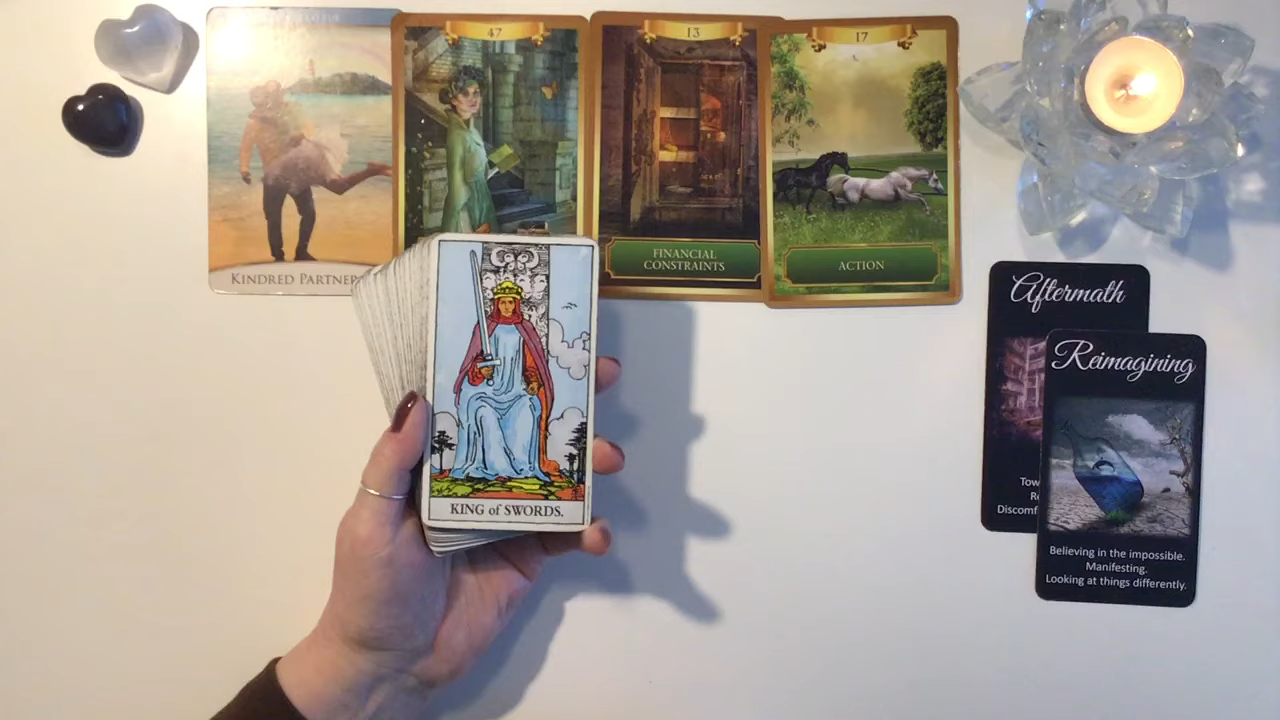 47
13
17
KINDRED PARTNER
FINANCIAL
CONSTRAINTS
ACTION
KING of SWORDS.
Aftermath
Reimagining
Believing in the impossible.
Manifesting.
Looking at things differently.